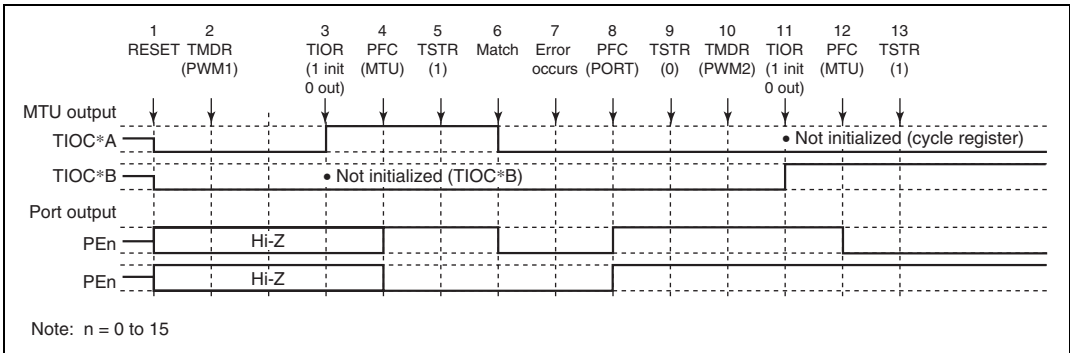 1 2 3 4 5 6 7 8 9 10 11 12 13
RESET TMDR TIOR PFC TSTR Match Error PFC TSTR TMDR TIOR PFC TSTR
(PWM1) (1 init (MTU) (1) occurs (PORT) (0) (PWM2) (1 init (MTU) (1)
0 out) 0 out)
MTU output
TIOC*A • Not initialized (cycle register)
TIOC*B • Not initialized (TIOC*B)
Port output
PEn Hi-Z
PEn Hi-Z
Note: n = 0 to 15